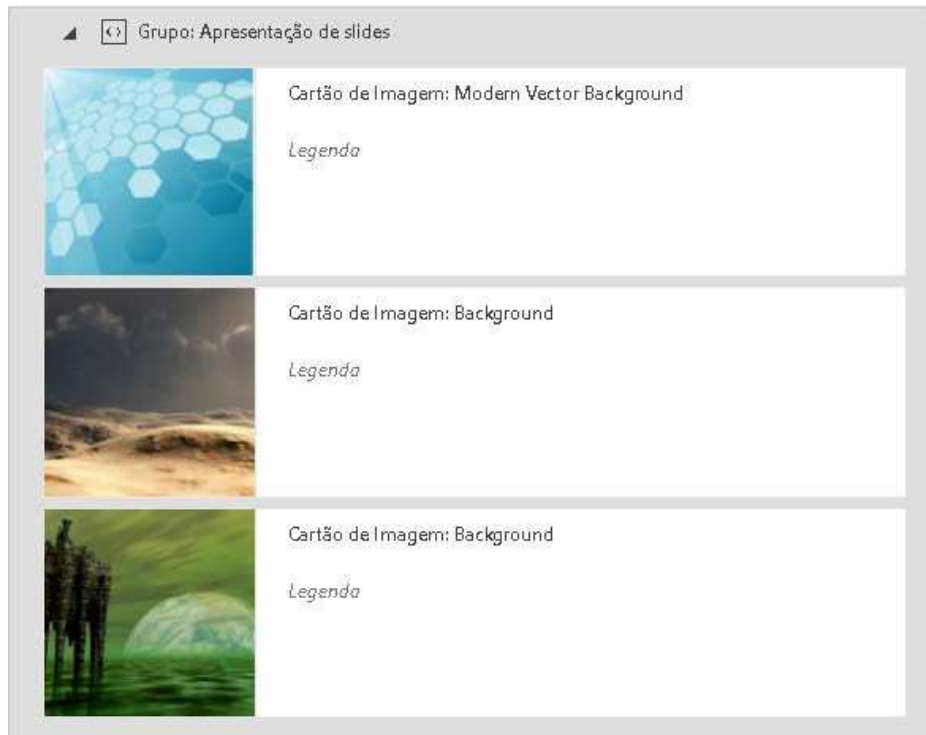 Grupo: Apresentação de slides
Cartão de Imagem: Modern Vector Background
Legenda
Cartão de Imagem: Background
Legenda
Cartão de Imagem: Background
Legenda